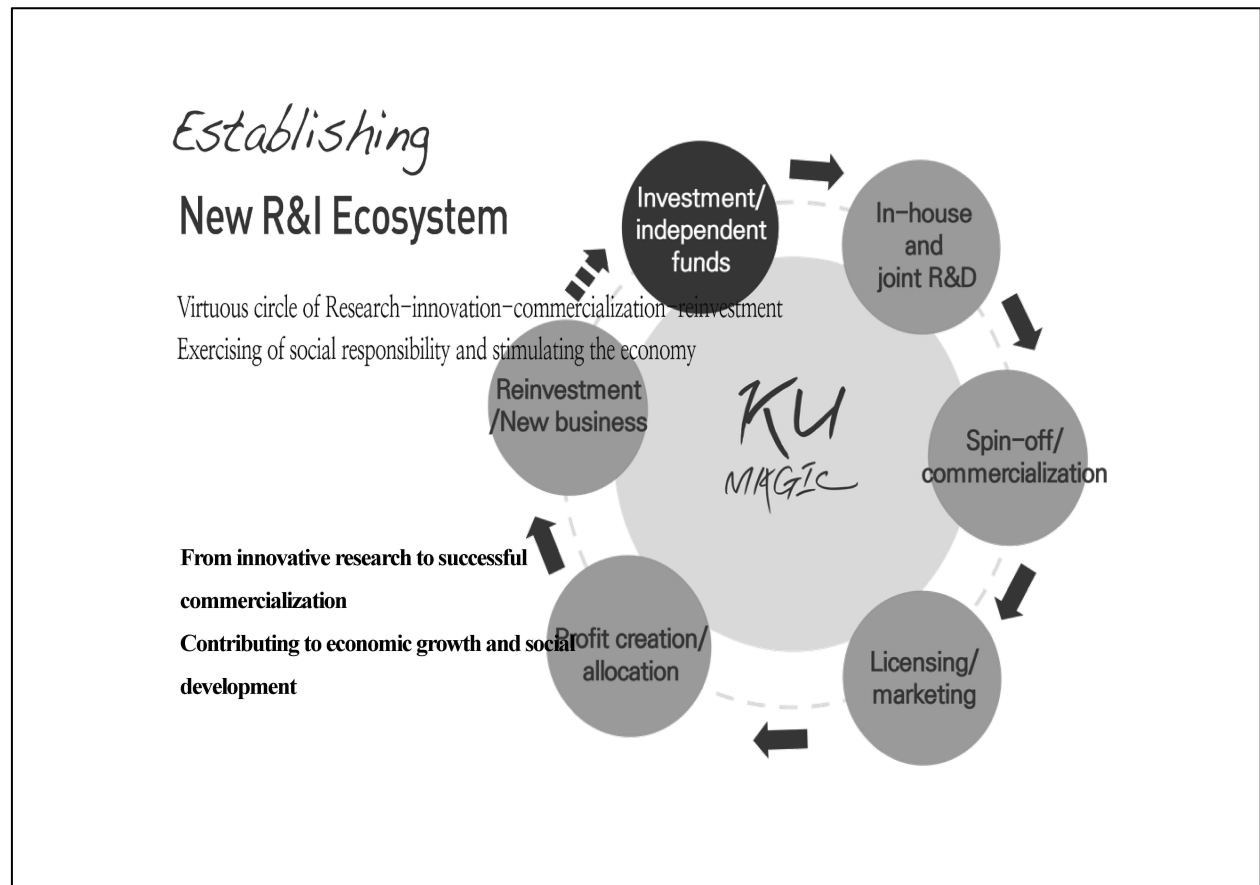 Establishing
New R&I Ecosystem
Virtuous circle of Research-innovation-commercialization-reinvestment
Exercising of social responsibility and stimulating the economy
From innovative research to successful
commercialization
Contributing to economic growth and social
development
Investment/
independent
funds
In-house
and
joint R&D
Spin-off/
commercialization
Licensing/
marketing
Profit creation/
allocation
Reinvestment
/New business
KU
MAGIC